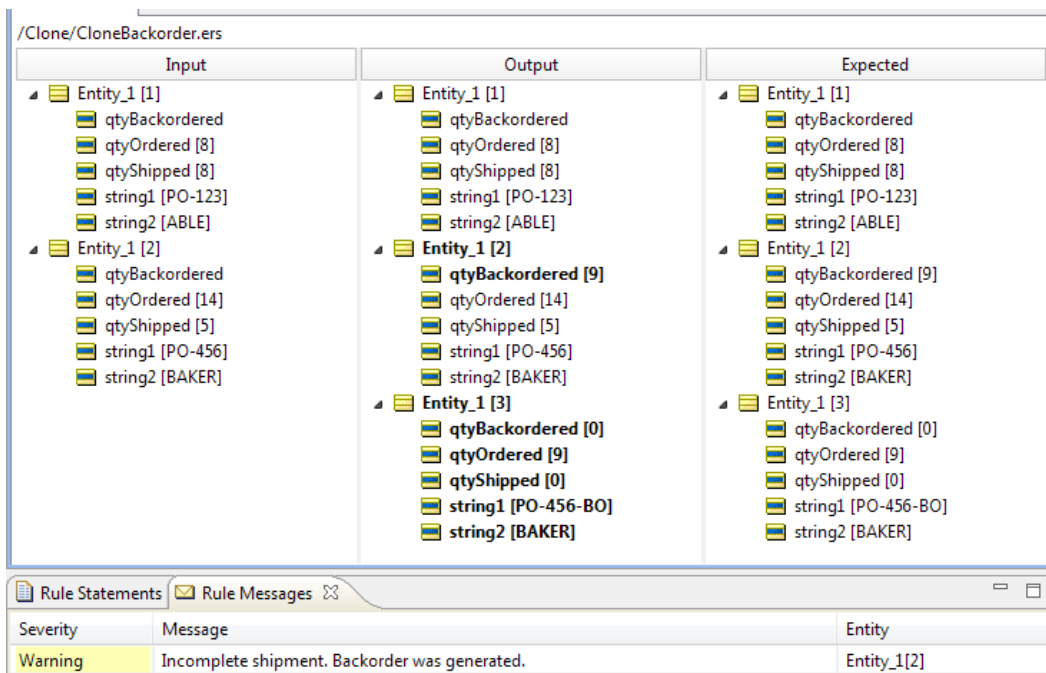 /Clone/CloneBackorder.ers
Input Output Expected
Entity_1 [1] Entity_1 [1] Entity_1 [1]
qtyBackordered qtyBackordered qtyBackordered
qtyOrdered [8] qtyOrdered [8] qtyOrdered [8]
qtyShipped [8] qtyShipped [8] qtyShipped [8]
string1 [PO-123] string1 [PO-123] string1 [PO-123]
string2 [ABLE] string2 [ABLE] string2 [ABLE]
Entity_1 [2] Entity_1 [2] Entity_1 [2]
qtyBackordered qtyBackordered [9] qtyBackordered [9]
qtyOrdered [14] qtyOrdered [14] qtyOrdered [14]
qtyShipped [5] qtyShipped [5] qtyShipped [5]
string1 [PO-456] string1 [PO-456] string1 [PO-456]
string2 [BAKER] string2 [BAKER] string2 [BAKER]
Entity_1 [3] Entity_1 [3]
qtyBackordered [0] qtyBackordered [0]
qtyOrdered [9] qtyOrdered [9]
qtyShipped [0] qtyShipped [0]
string1 [PO-456-BO] string1 [PO-456-BO]
string2 [BAKER] string2 [BAKER]
Rule Statements Rule Messages
Severity Message Entity
Warning Incomplete shipment. Backorder was generated. Entity_1[2]